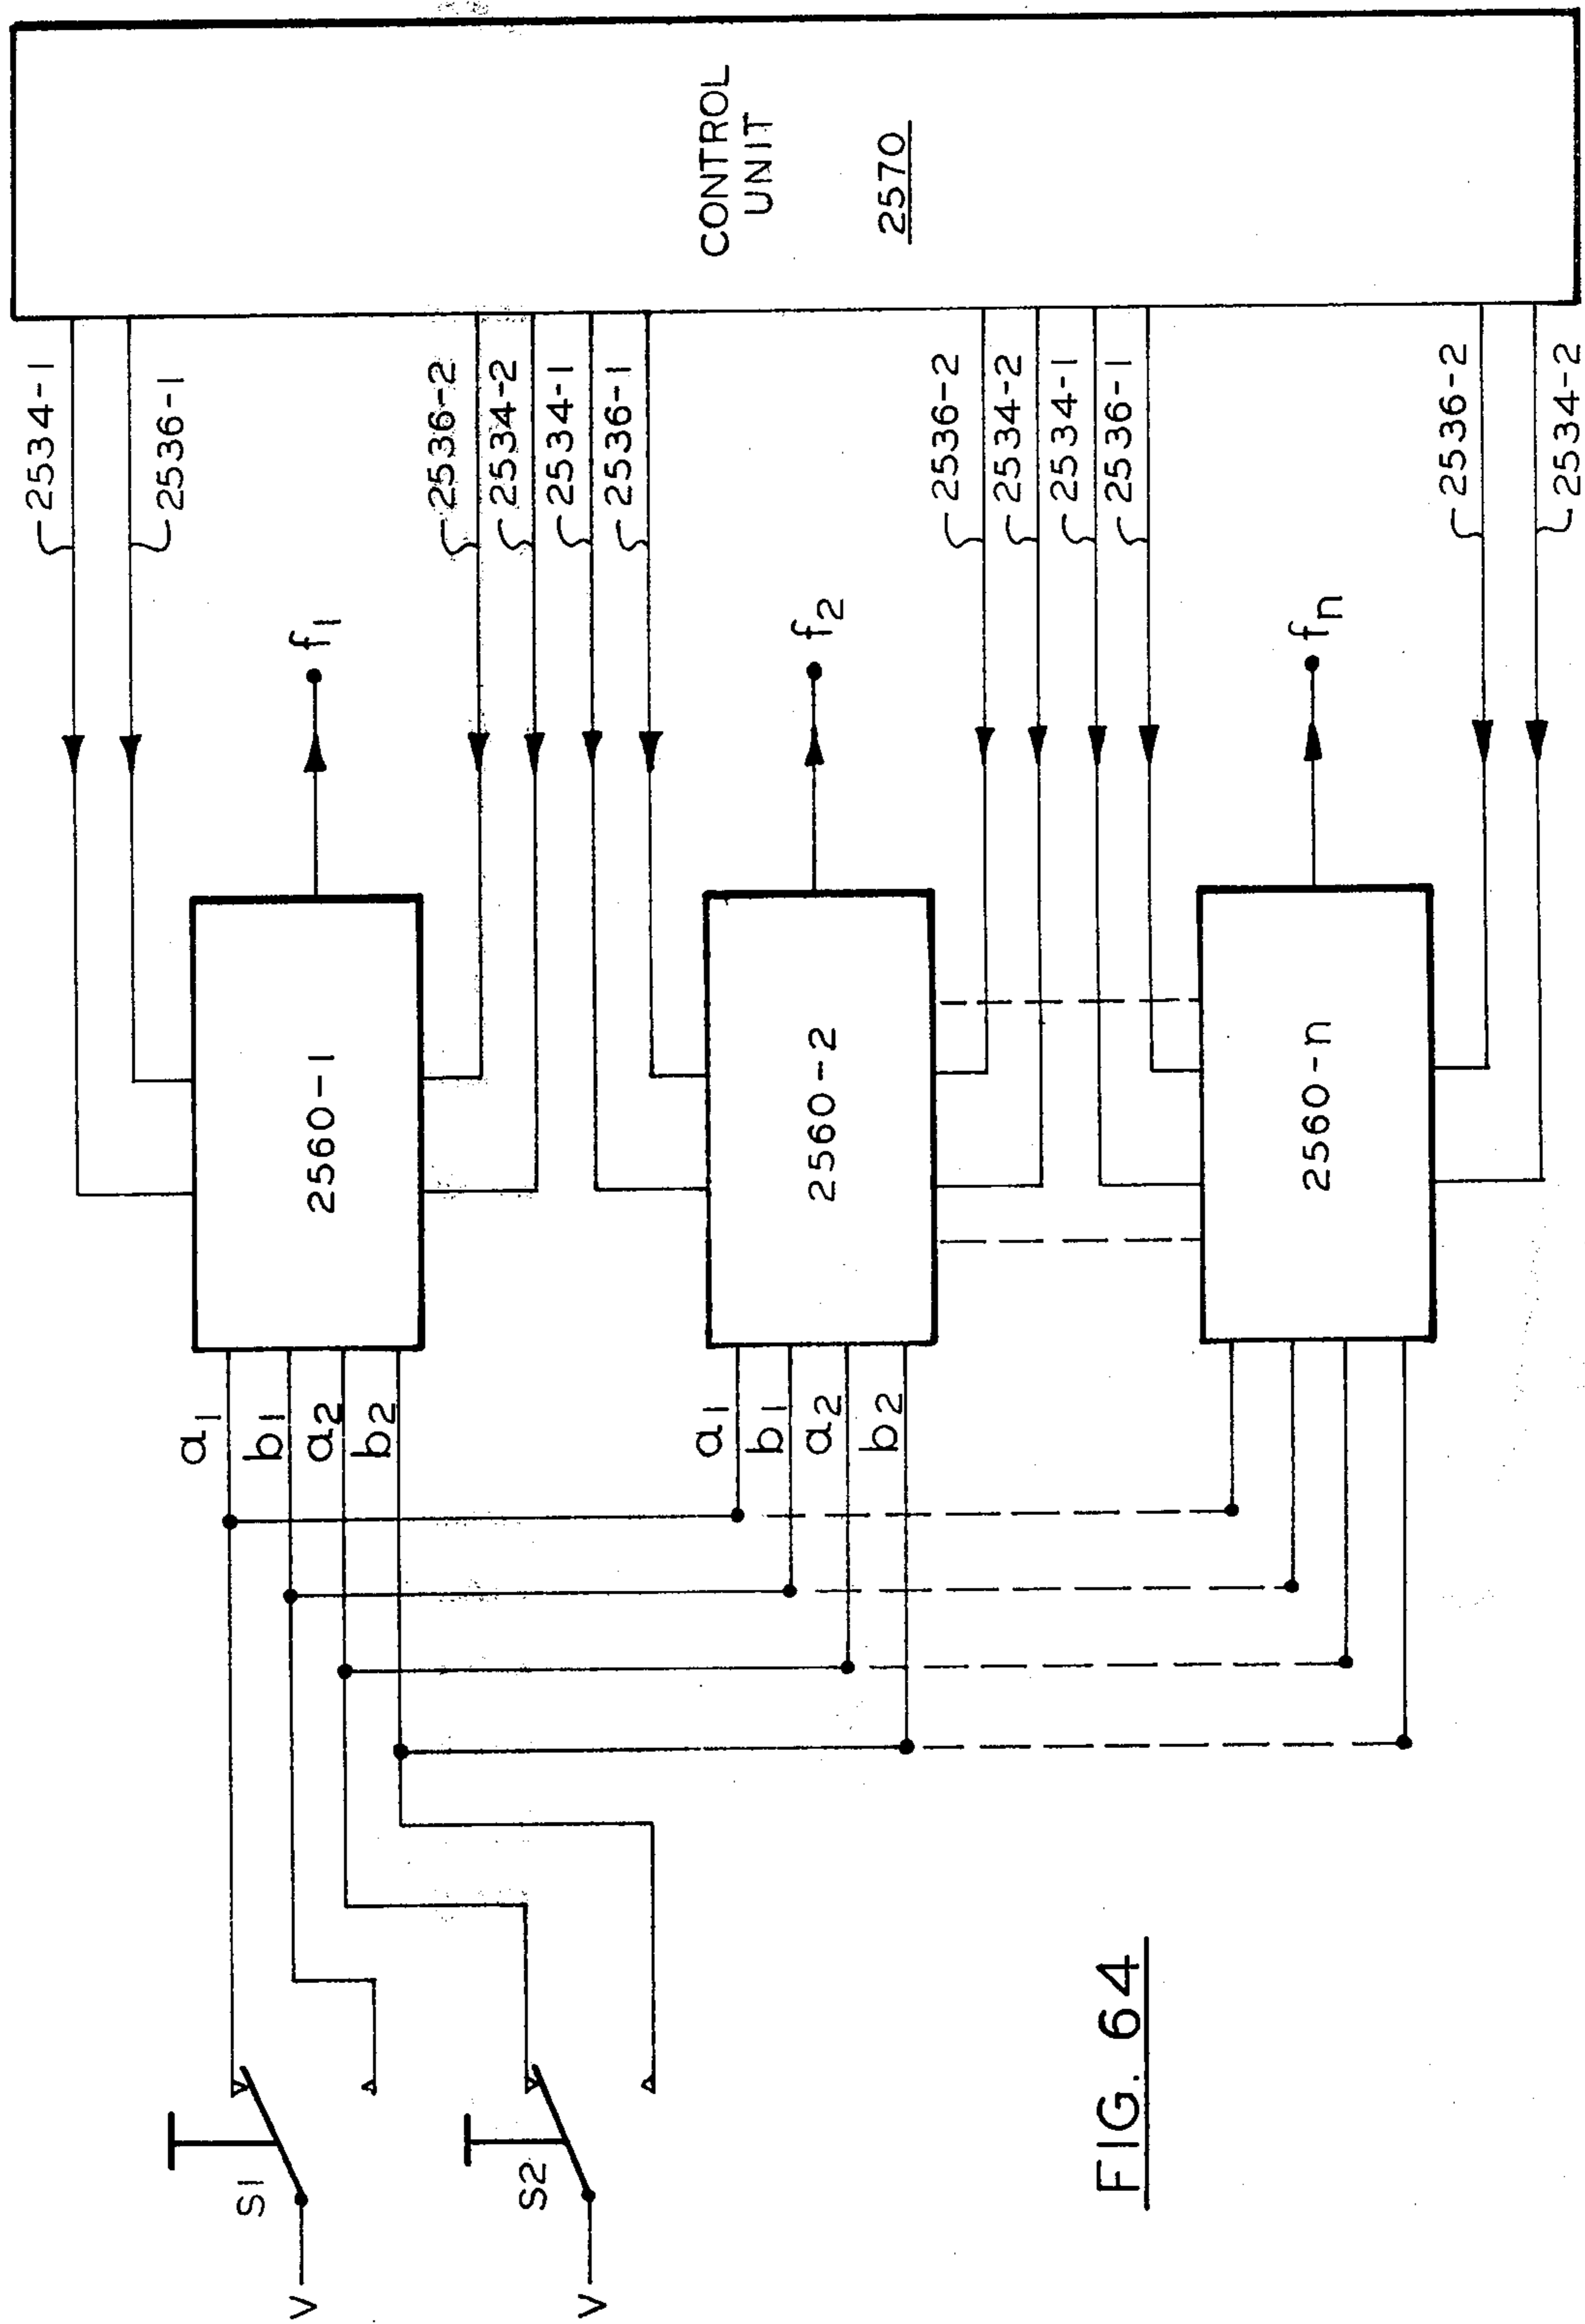 CONTROL
UNIT
2570
2534-1
2536-1
2536-2
2534-2
2534-1
2536-1
2536-2
2534-2
2534-1
2536-1
2536-2
2534-2
f1
f2
fn
2560-1
2560-2
2560-n
a1
b1
a2
b2
a1
b1
a2
b2
S1
V
S2
V
FIG. 64